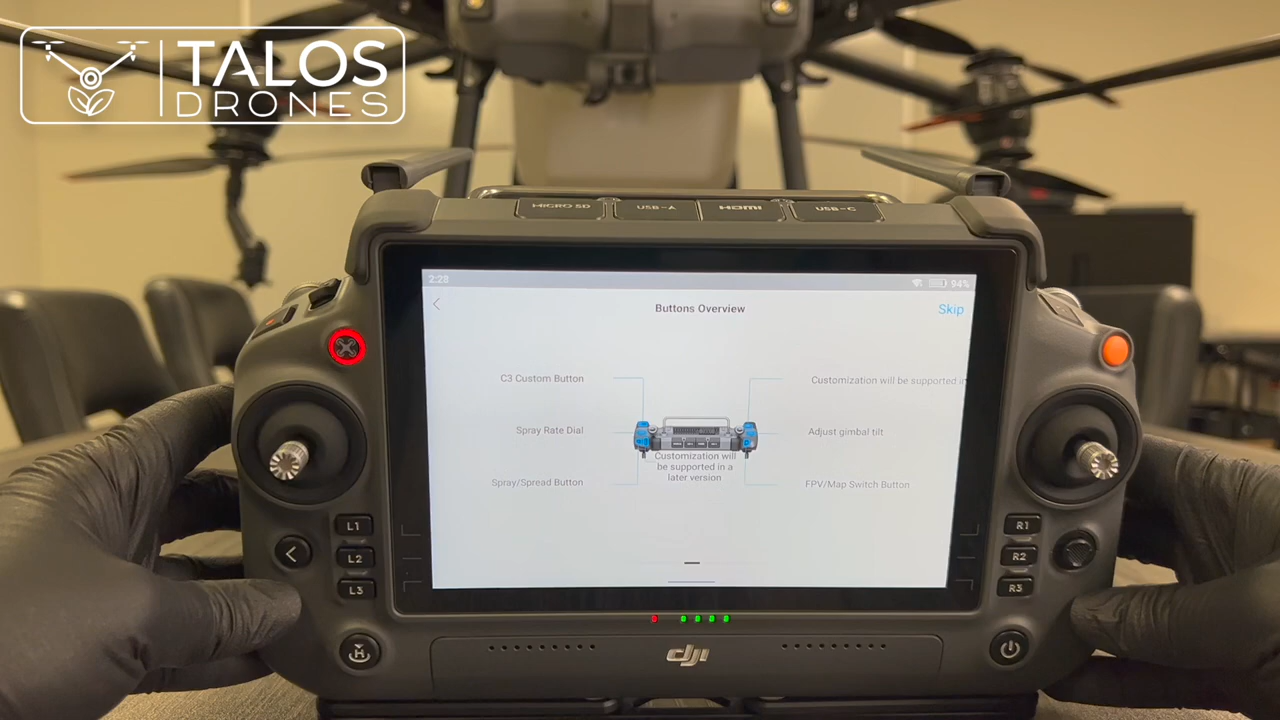 TALOS
DRONES
MICRO SD
USB-A
HDMI
USB-C
2:28
94%
Buttons Overview
Skip
C3 Custom Button
Customization will be supported in
Spray Rate Dial
Adjust gimbal tilt
Customization will
be supported in a
later version
Spray/Spread Button
FPV/Map Switch Button
L1
L2
L3
R1
R2
R3
H
dji